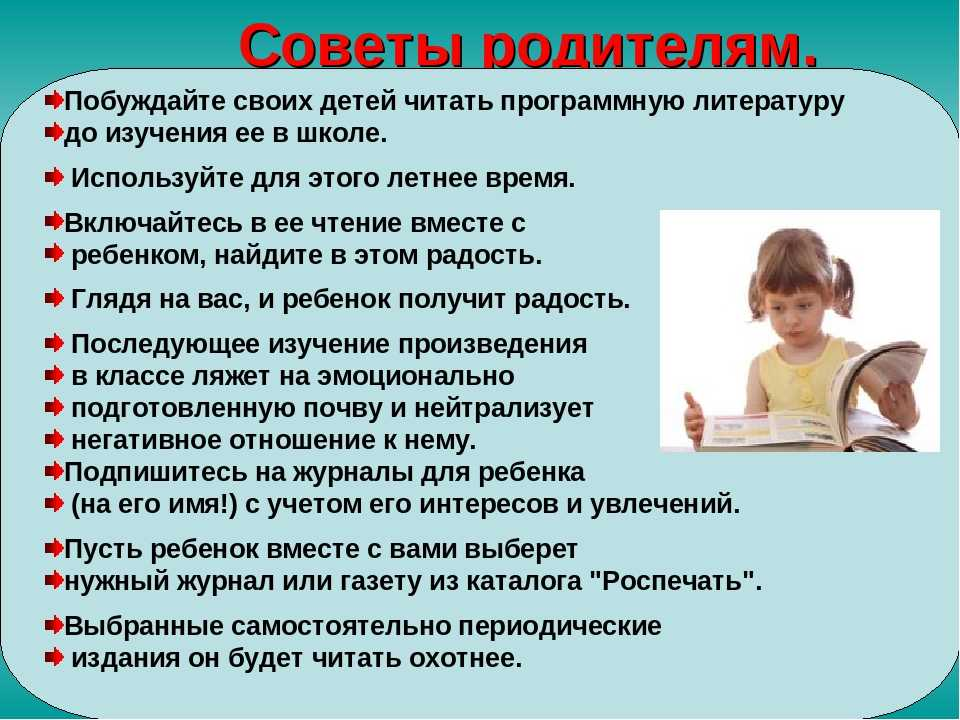 Советы родителям.
Побуждайте своих детей читать программную литературу
до изучения ее в школе.
Используйте для этого летнее время.
Включайтесь в ее чтение вместе с
ребенком, найдите в этом радость.
Глядя на вас, и ребенок получит радость.
Последующее изучение произведения
в классе ляжет на эмоционально
подготовленную почву и нейтрализует
негативное отношение к нему.
Подпишитесь на журналы для ребенка
(на его имя!) с учетом его интересов и увлечений.
Пусть ребенок вместе с вами выберет
нужный журнал или газету из каталога "Роспечать".
Выбранные самостоятельно периодические
издания он будет читать охотнее.